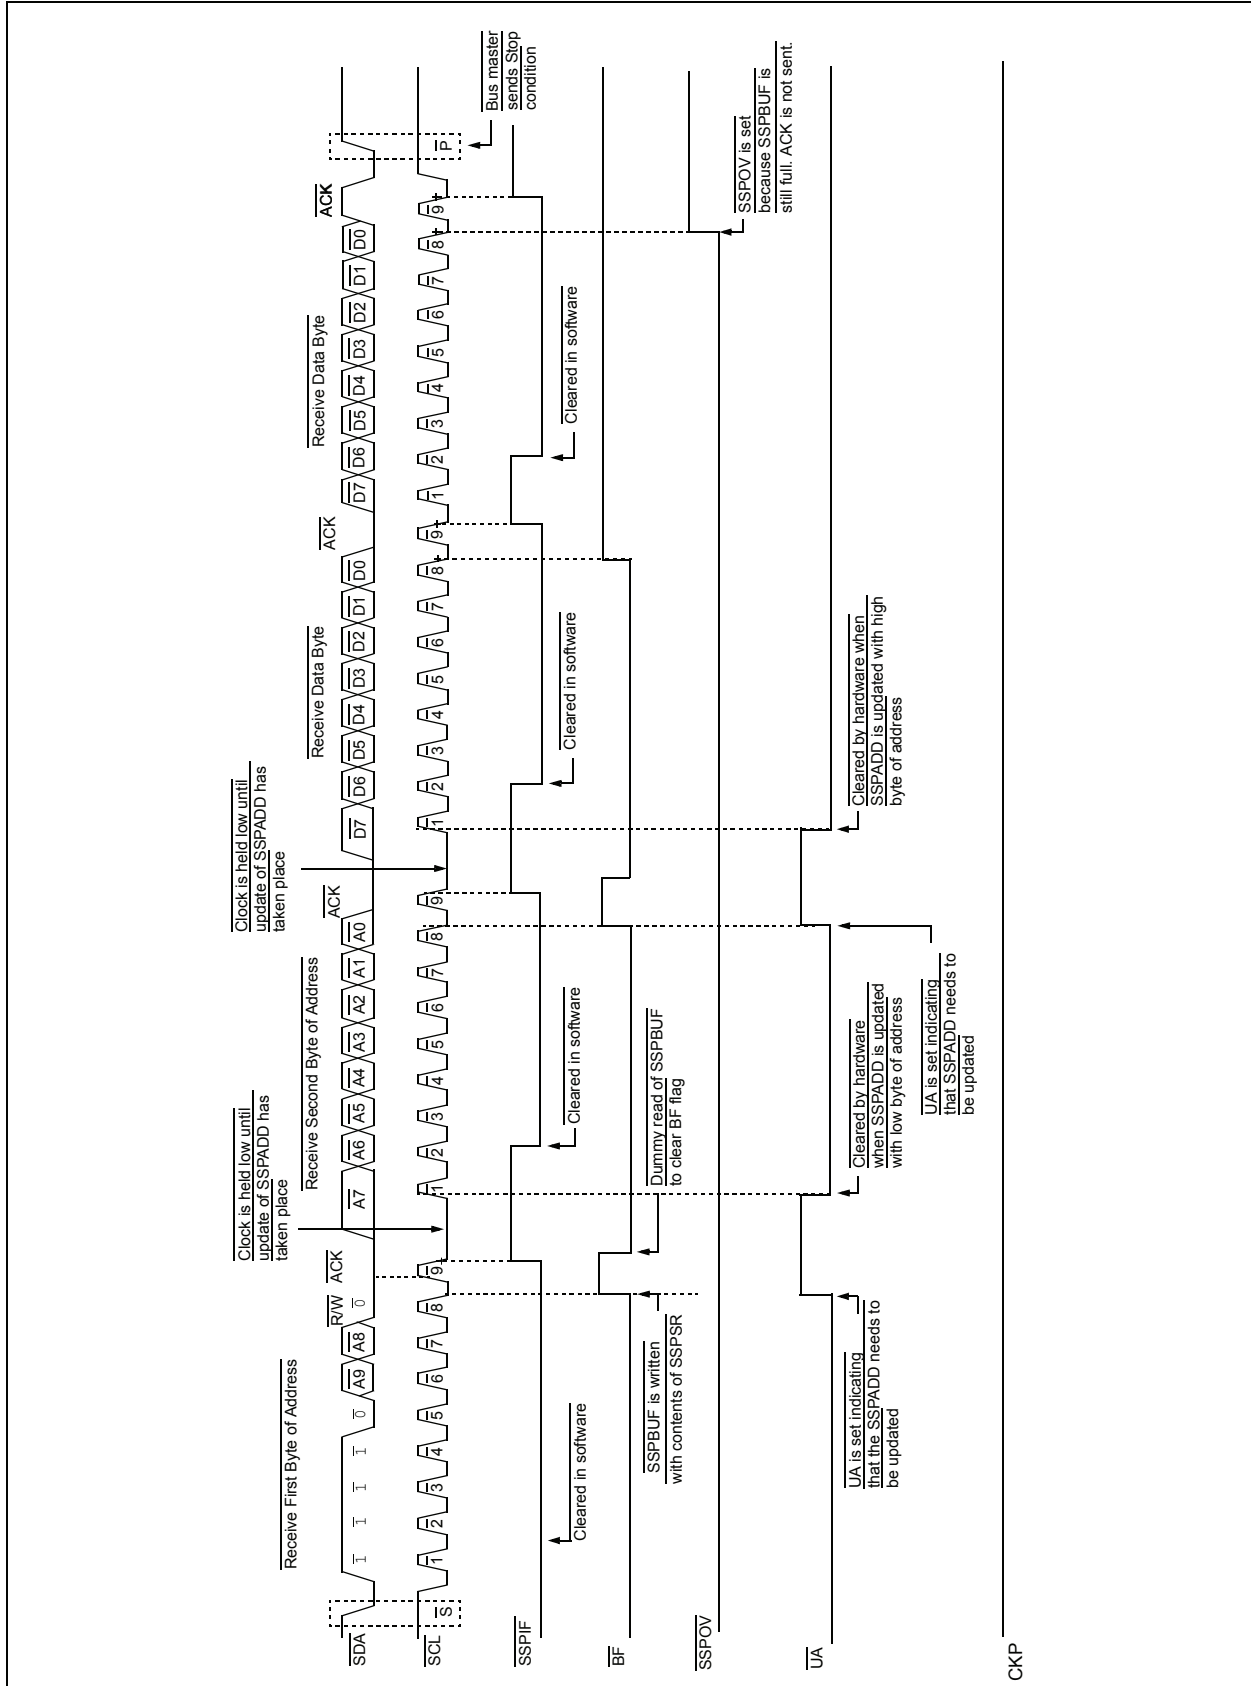 Receive First Byte of Address
R/W
ACK
Clock is held low until
update of SSPADD has
taken place
Receive Second Byte of Address
ACK
Clock is held low until
update of SSPADD has
taken place
Receive Data Byte
ACK
Receive Data Byte
ACK
SDA
1 1 1 1 0 A9 A8 0 A7 A6 A5 A4 A3 A2 A1 A0 D7 D6 D5 D4 D3 D2 D1 D0 D7 D6 D5 D4 D3 D2 D1 D0
SCL
S 1 2 3 4 5 6 7 8 9 1 2 3 4 5 6 7 8 9 1 2 3 4 5 6 7 8 9 1 2 3 4 5 6 7 8 9 P
Bus master
sends Stop
condition
SSPIF
Cleared in software
Cleared in software
Cleared in software
Cleared in software
BF
SSPBUF is written
with contents of SSPSR
Dummy read of SSPBUF
to clear BF flag
SSPOV
SSPOV is set
because SSPBUF is
still full. ACK is not sent.
UA
UA is set indicating
that the SSPADD needs to
be updated
Cleared by hardware
when SSPADD is updated
with low byte of address
UA is set indicating
that SSPADD needs to
be updated
Cleared by hardware when
SSPADD is updated with high
byte of address
CKP